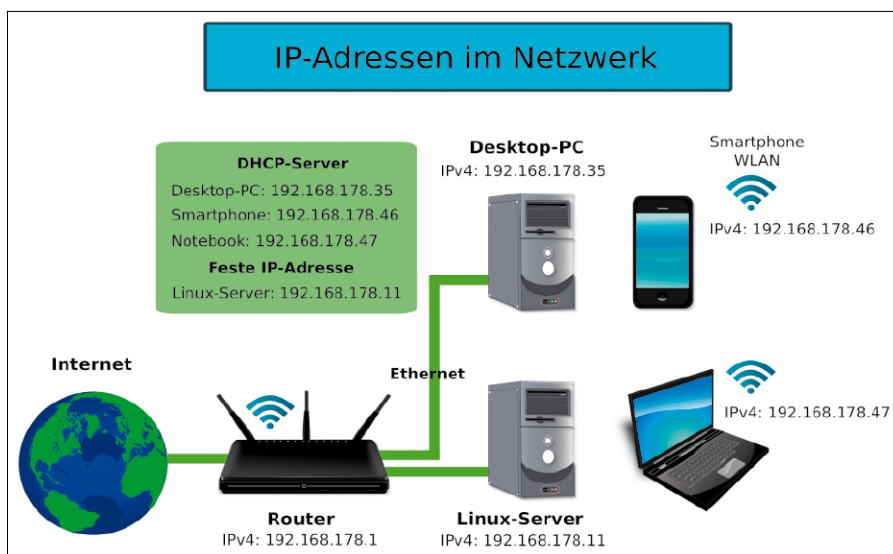 IP-Adressen im Netzwerk
DHCP-Server
Desktop-PC: 192.168.178.35
Smartphone: 192.168.178.46
Notebook: 192.168.178.47
Feste IP-Adresse
Linux-Server: 192.168.178.11
Desktop-PC
IPv4: 192.168.178.35
Smartphone
WLAN
IPv4: 192.168.178.46
Internet
Ethernet
IPv4: 192.168.178.47
Router
IPv4: 192.168.178.1
Linux-Server
IPv4: 192.168.178.11